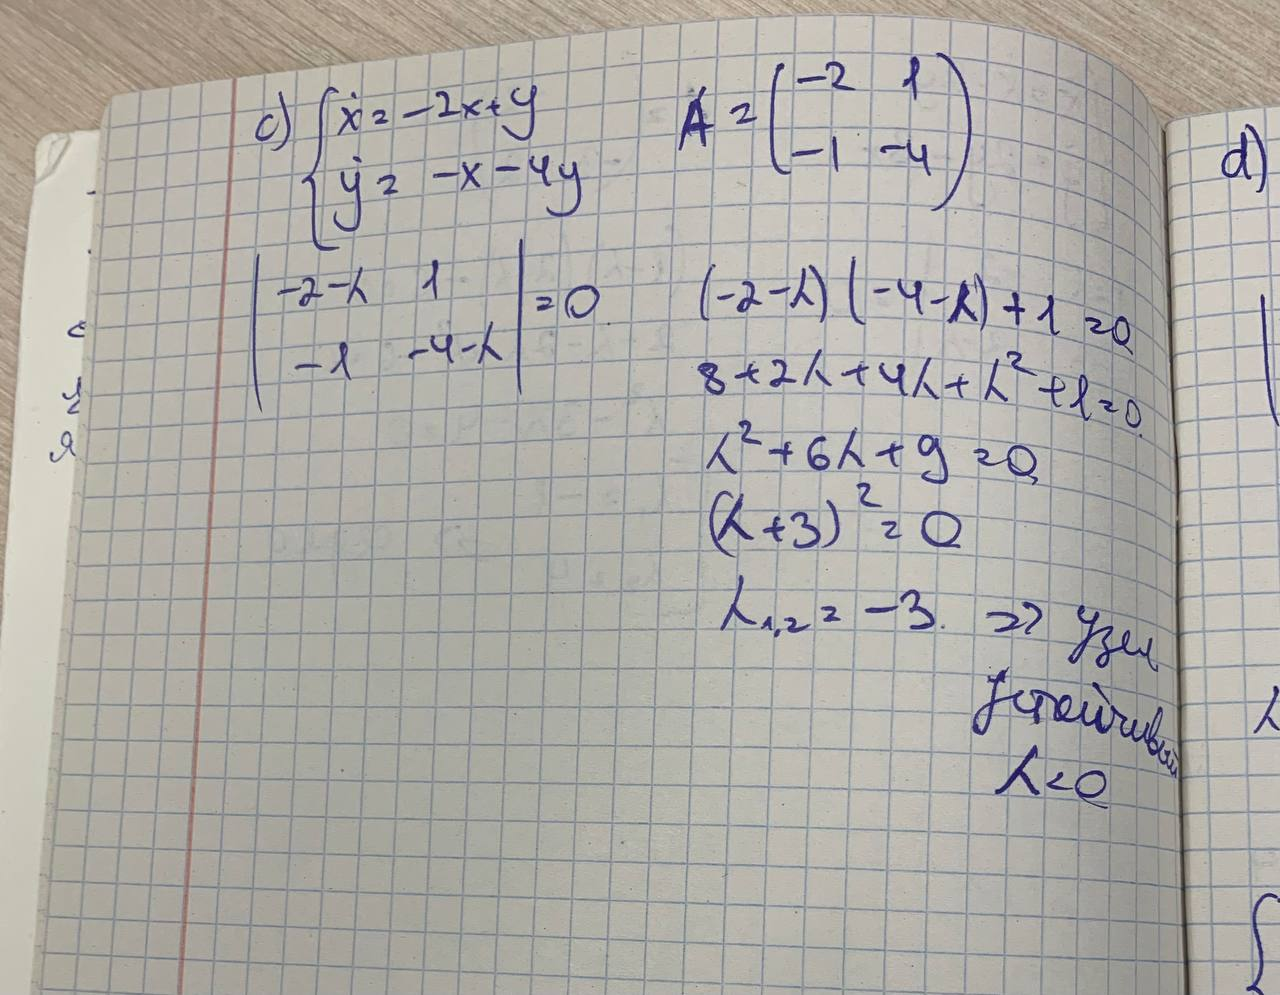 c) { ẋ = -2x+y
ẏ = -x-4y
A = ( -2 1
-1 -4 )
| -2-λ 1
-1 -4-λ | = 0
(-2-λ)(-4-λ)+1=0
8+2λ+4λ+λ²+1=0
λ²+6λ+9=0
(λ+3)²=0
λ₁,₂ = -3. => Узел
устойчивый
λ<0
d)